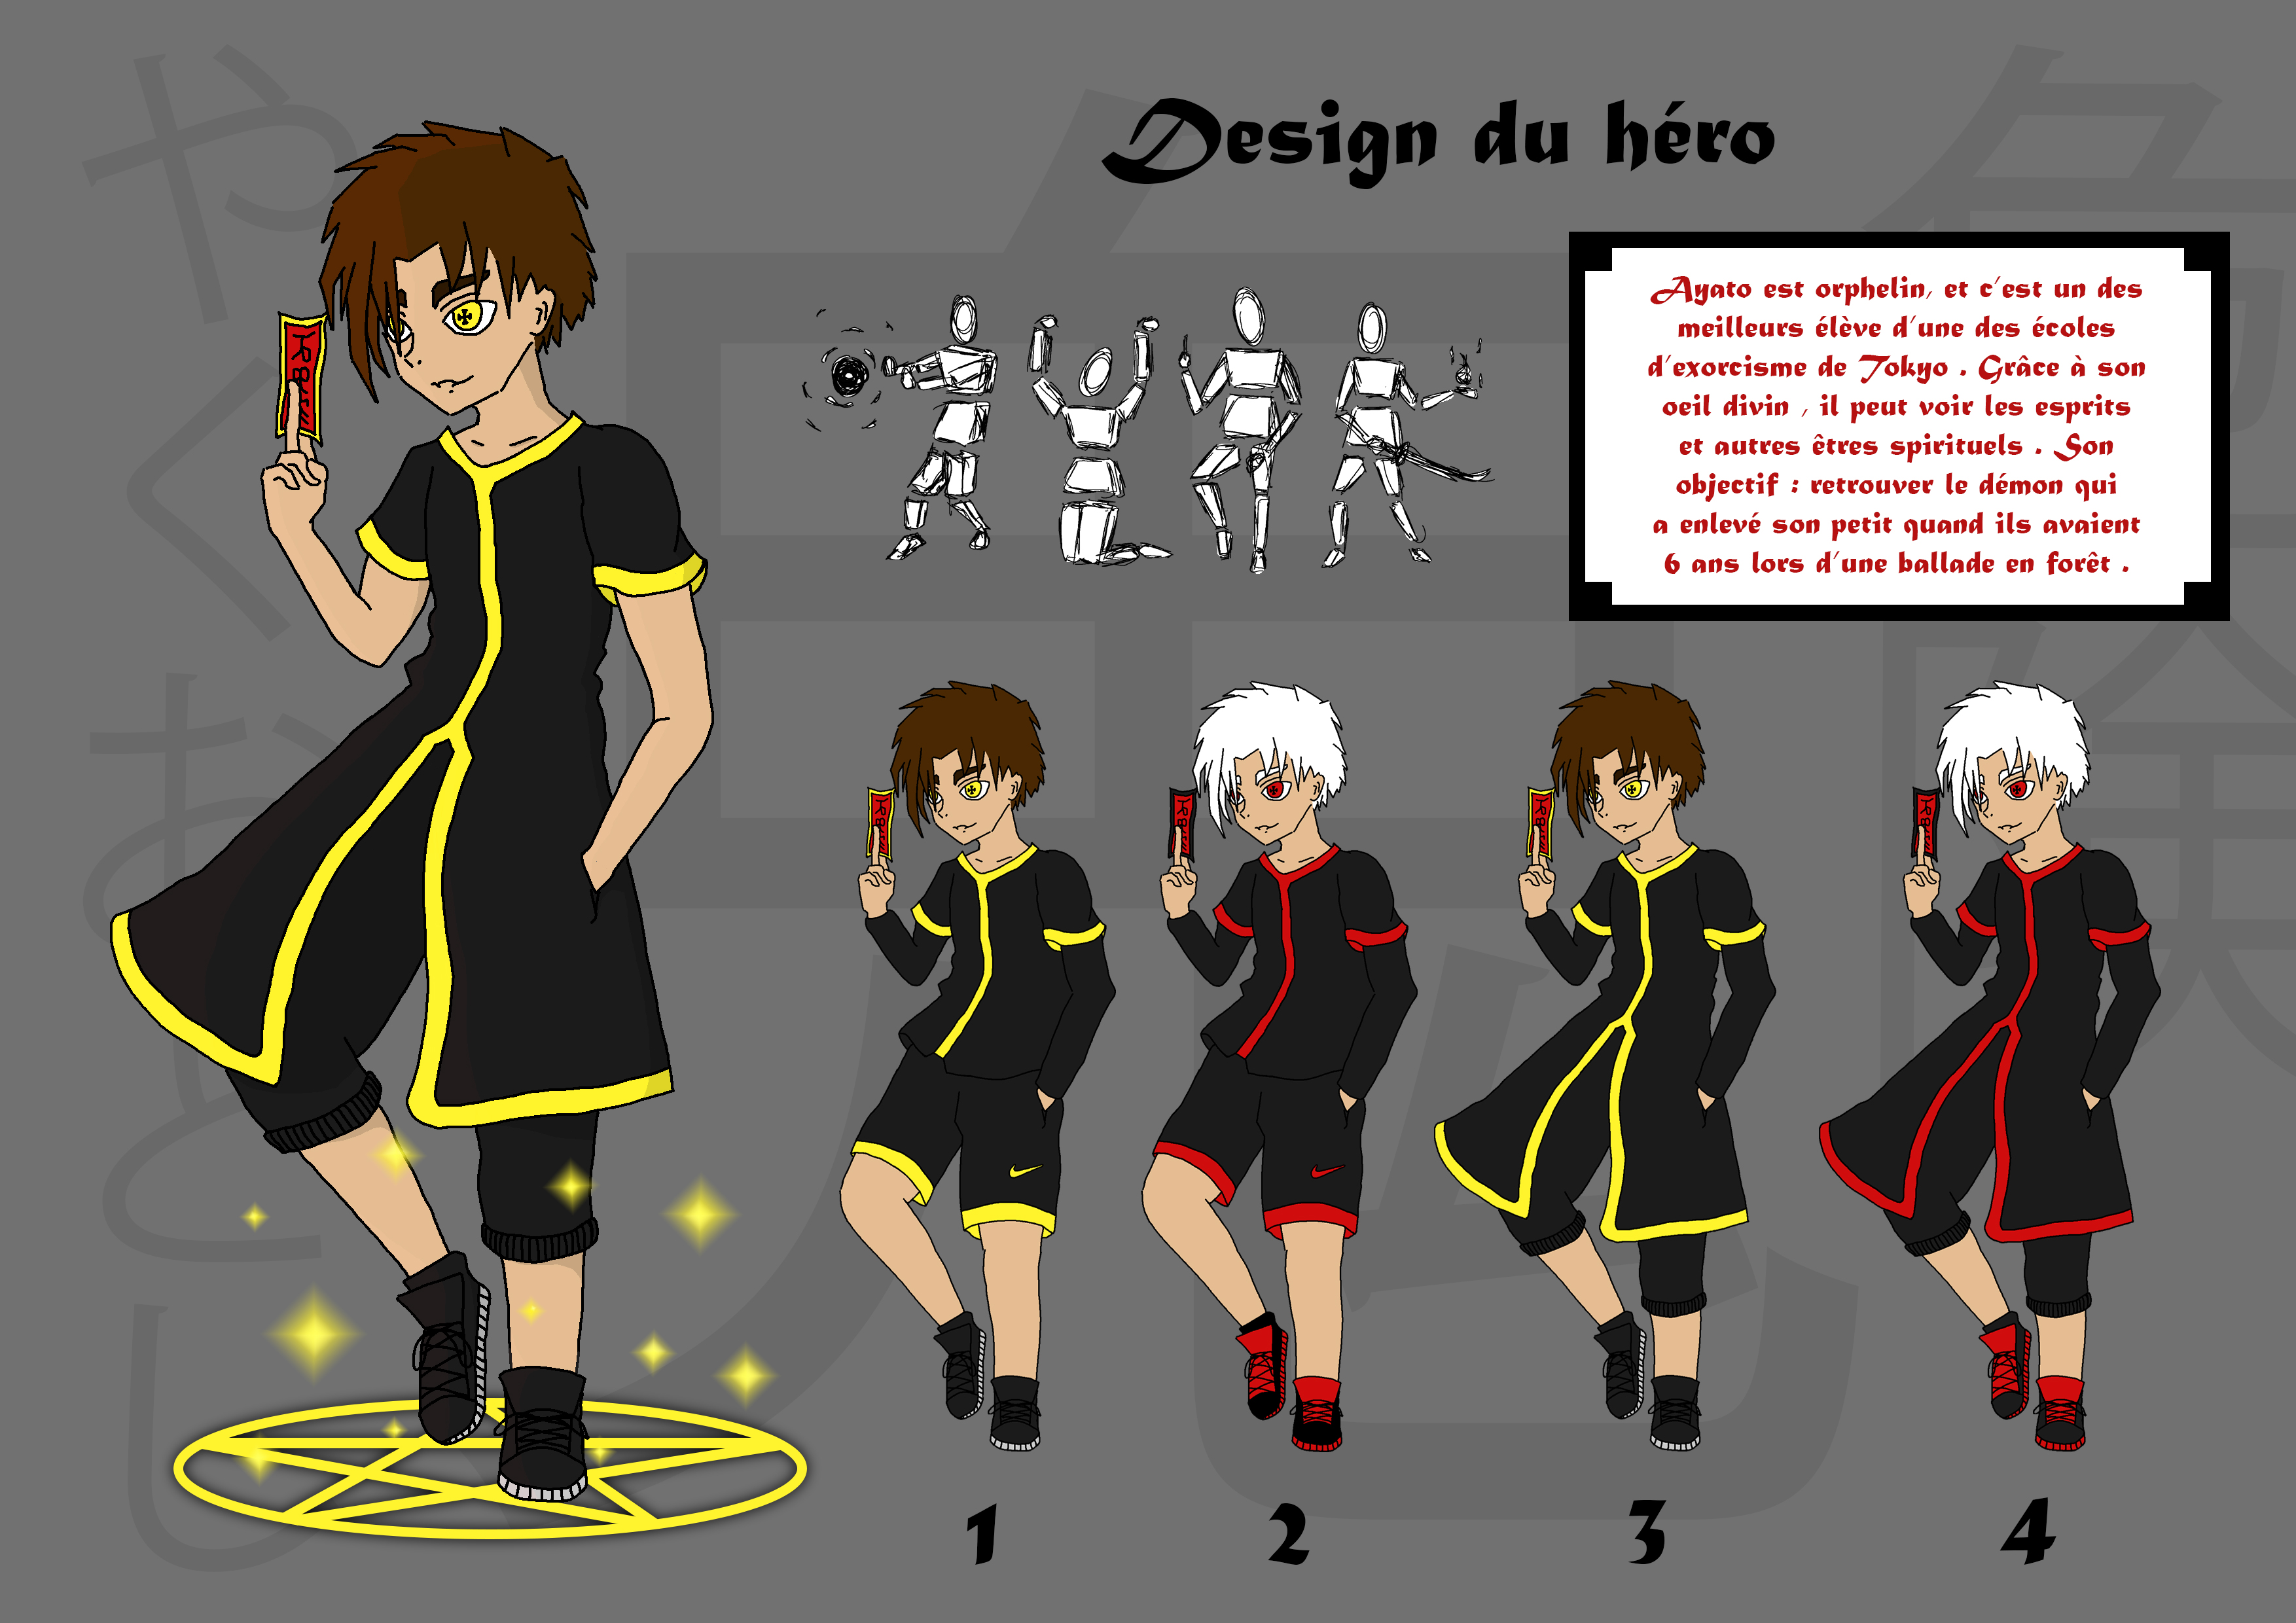 Design du héro
Ayato est orphelin, et c'est un des
meilleurs élève d'une des écoles
d'exorcisme de Tokyo . Grâce à son
oeil divin , il peut voir les esprits
et autres êtres spirituels . Son
objectif : retrouver le démon qui
a enlevé son petit quand ils avaient
6 ans lors d'une ballade en forêt .
1
2
3
4